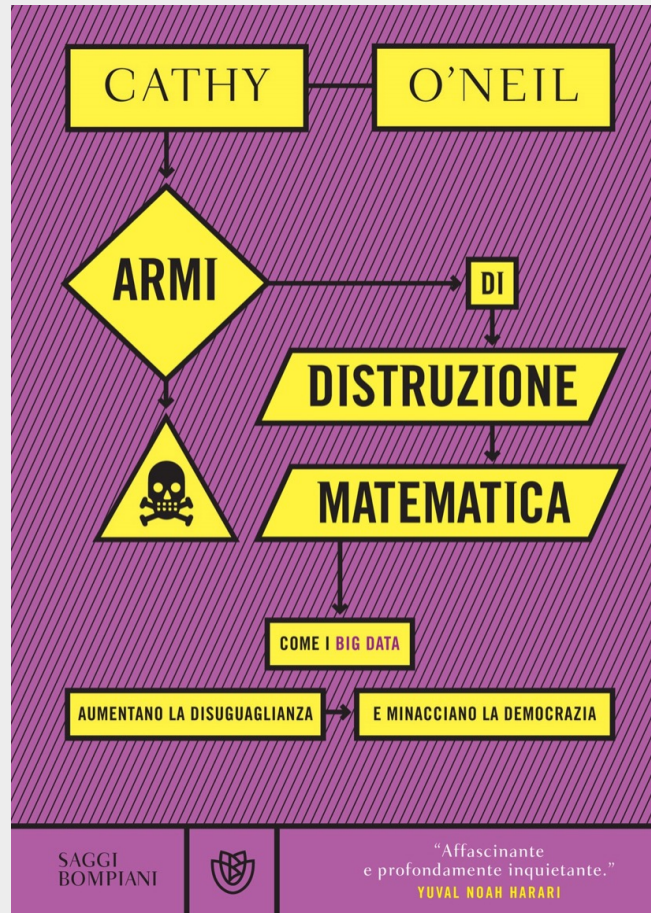 CATHY O’NEIL
ARMI
DI
DISTRUZIONE
MATEMATICA
COME I BIG DATA
AUMENTANO LA DISUGUAGLIANZA
E MINACCIANO LA DEMOCRAZIA
SAGGI
BOMPIANI
“Affascinante
e profondamente inquietante.”
YUVAL NOAH HARARI